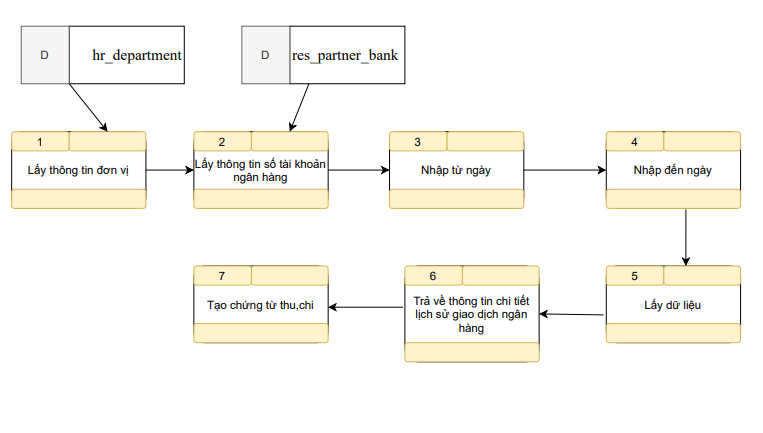 D
hr_department
D
res_partner_bank
1
Lấy thông tin đơn vị
2
Lấy thông tin số tài khoản
ngân hàng
3
Nhập từ ngày
4
Nhập đến ngày
7
Tạo chứng từ thu,chi
6
Trả về thông tin chi tiết
lịch sử giao dịch ngân
hàng
5
Lấy dữ liệu